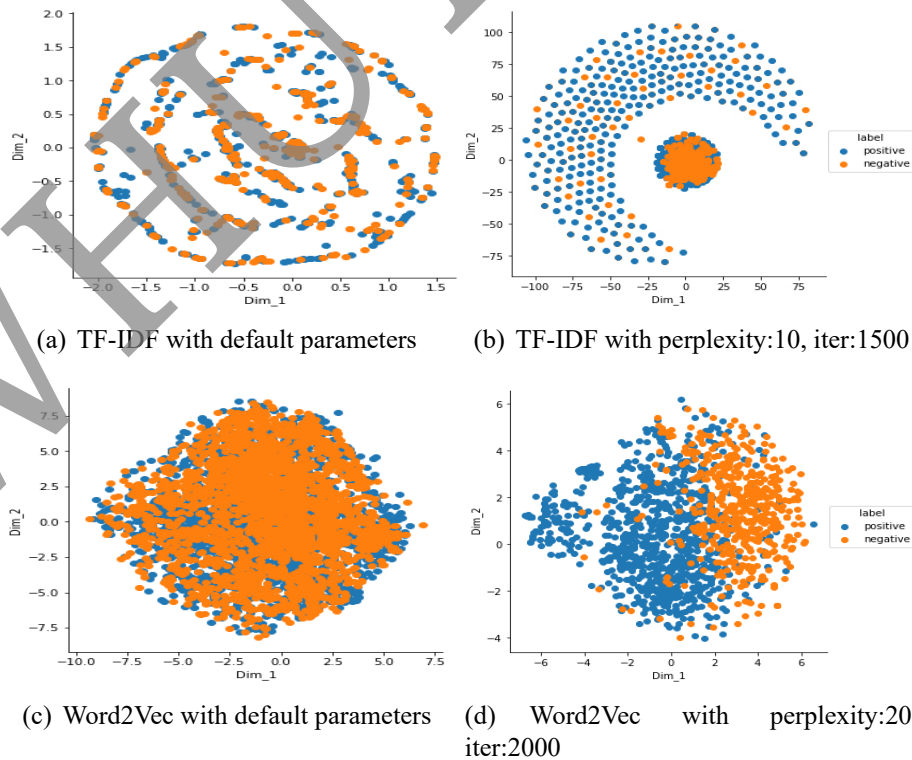 2.0
1.5
1.0
0.5
0.0
−0.5
−1.0
−1.5
Dim_2
−2.0 −1.5 −1.0 −0.5 0.0 0.5 1.0 1.5
Dim_1
(a) TF-IDF with default parameters
100
75
50
25
0
−25
−50
−75
Dim_2
−100 −75 −50 −25 0 25 50 75
Dim_1
label
positive
negative
(b) TF-IDF with perplexity:10, iter:1500
7.5
5.0
2.5
0.0
−2.5
−5.0
−7.5
Dim_2
−10.0 −7.5 −5.0 −2.5 0.0 2.5 5.0 7.5
Dim_1
(c) Word2Vec with default parameters
6
4
2
0
−2
−4
Dim_2
−6 −4 −2 0 2 4 6
Dim_1
label
positive
negative
(d) Word2Vec with perplexity:20
iter:2000